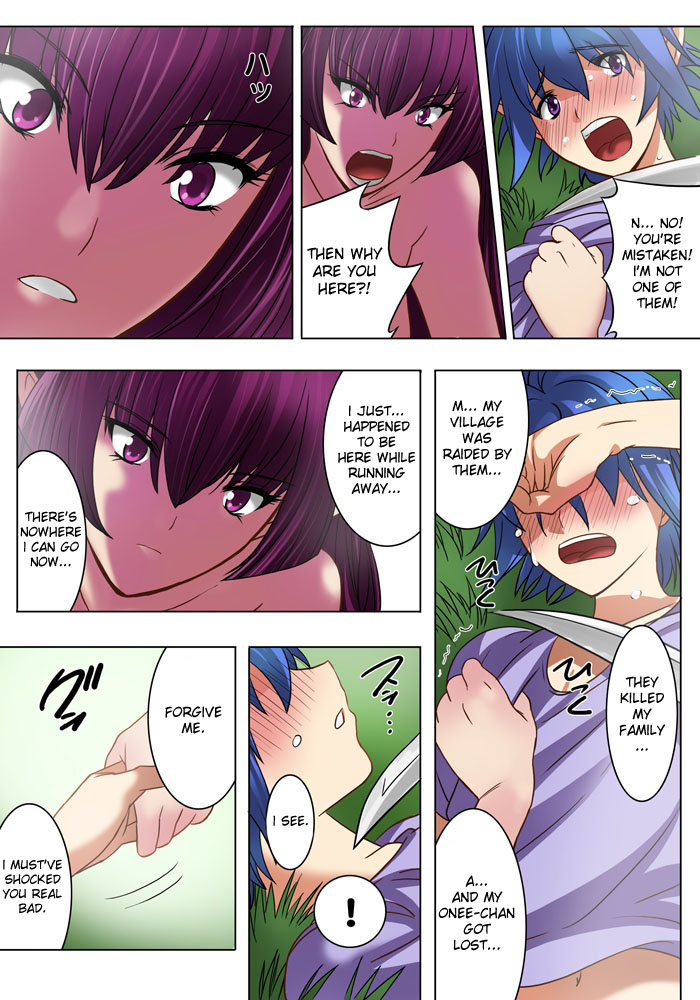 N... NO!
YOU'RE
MISTAKEN!
I'M NOT
ONE OF
THEM!
THEN WHY
ARE YOU
HERE?!
ハッ
M... MY
VILLAGE
WAS
RAIDED BY
THEM...
ひっく
ひっく
THEY
KILLED
MY
FAMILY
...
A...
AND MY
ONEE-CHAN
GOT
LOST...
I JUST...
HAPPENED
TO BE
HERE WHILE
RUNNING
AWAY...
THERE'S
NOWHERE
I CAN GO
NOW...
I SEE.
!
FORGIVE
ME.
グッ
I MUST'VE
SHOCKED
YOU REAL
BAD.